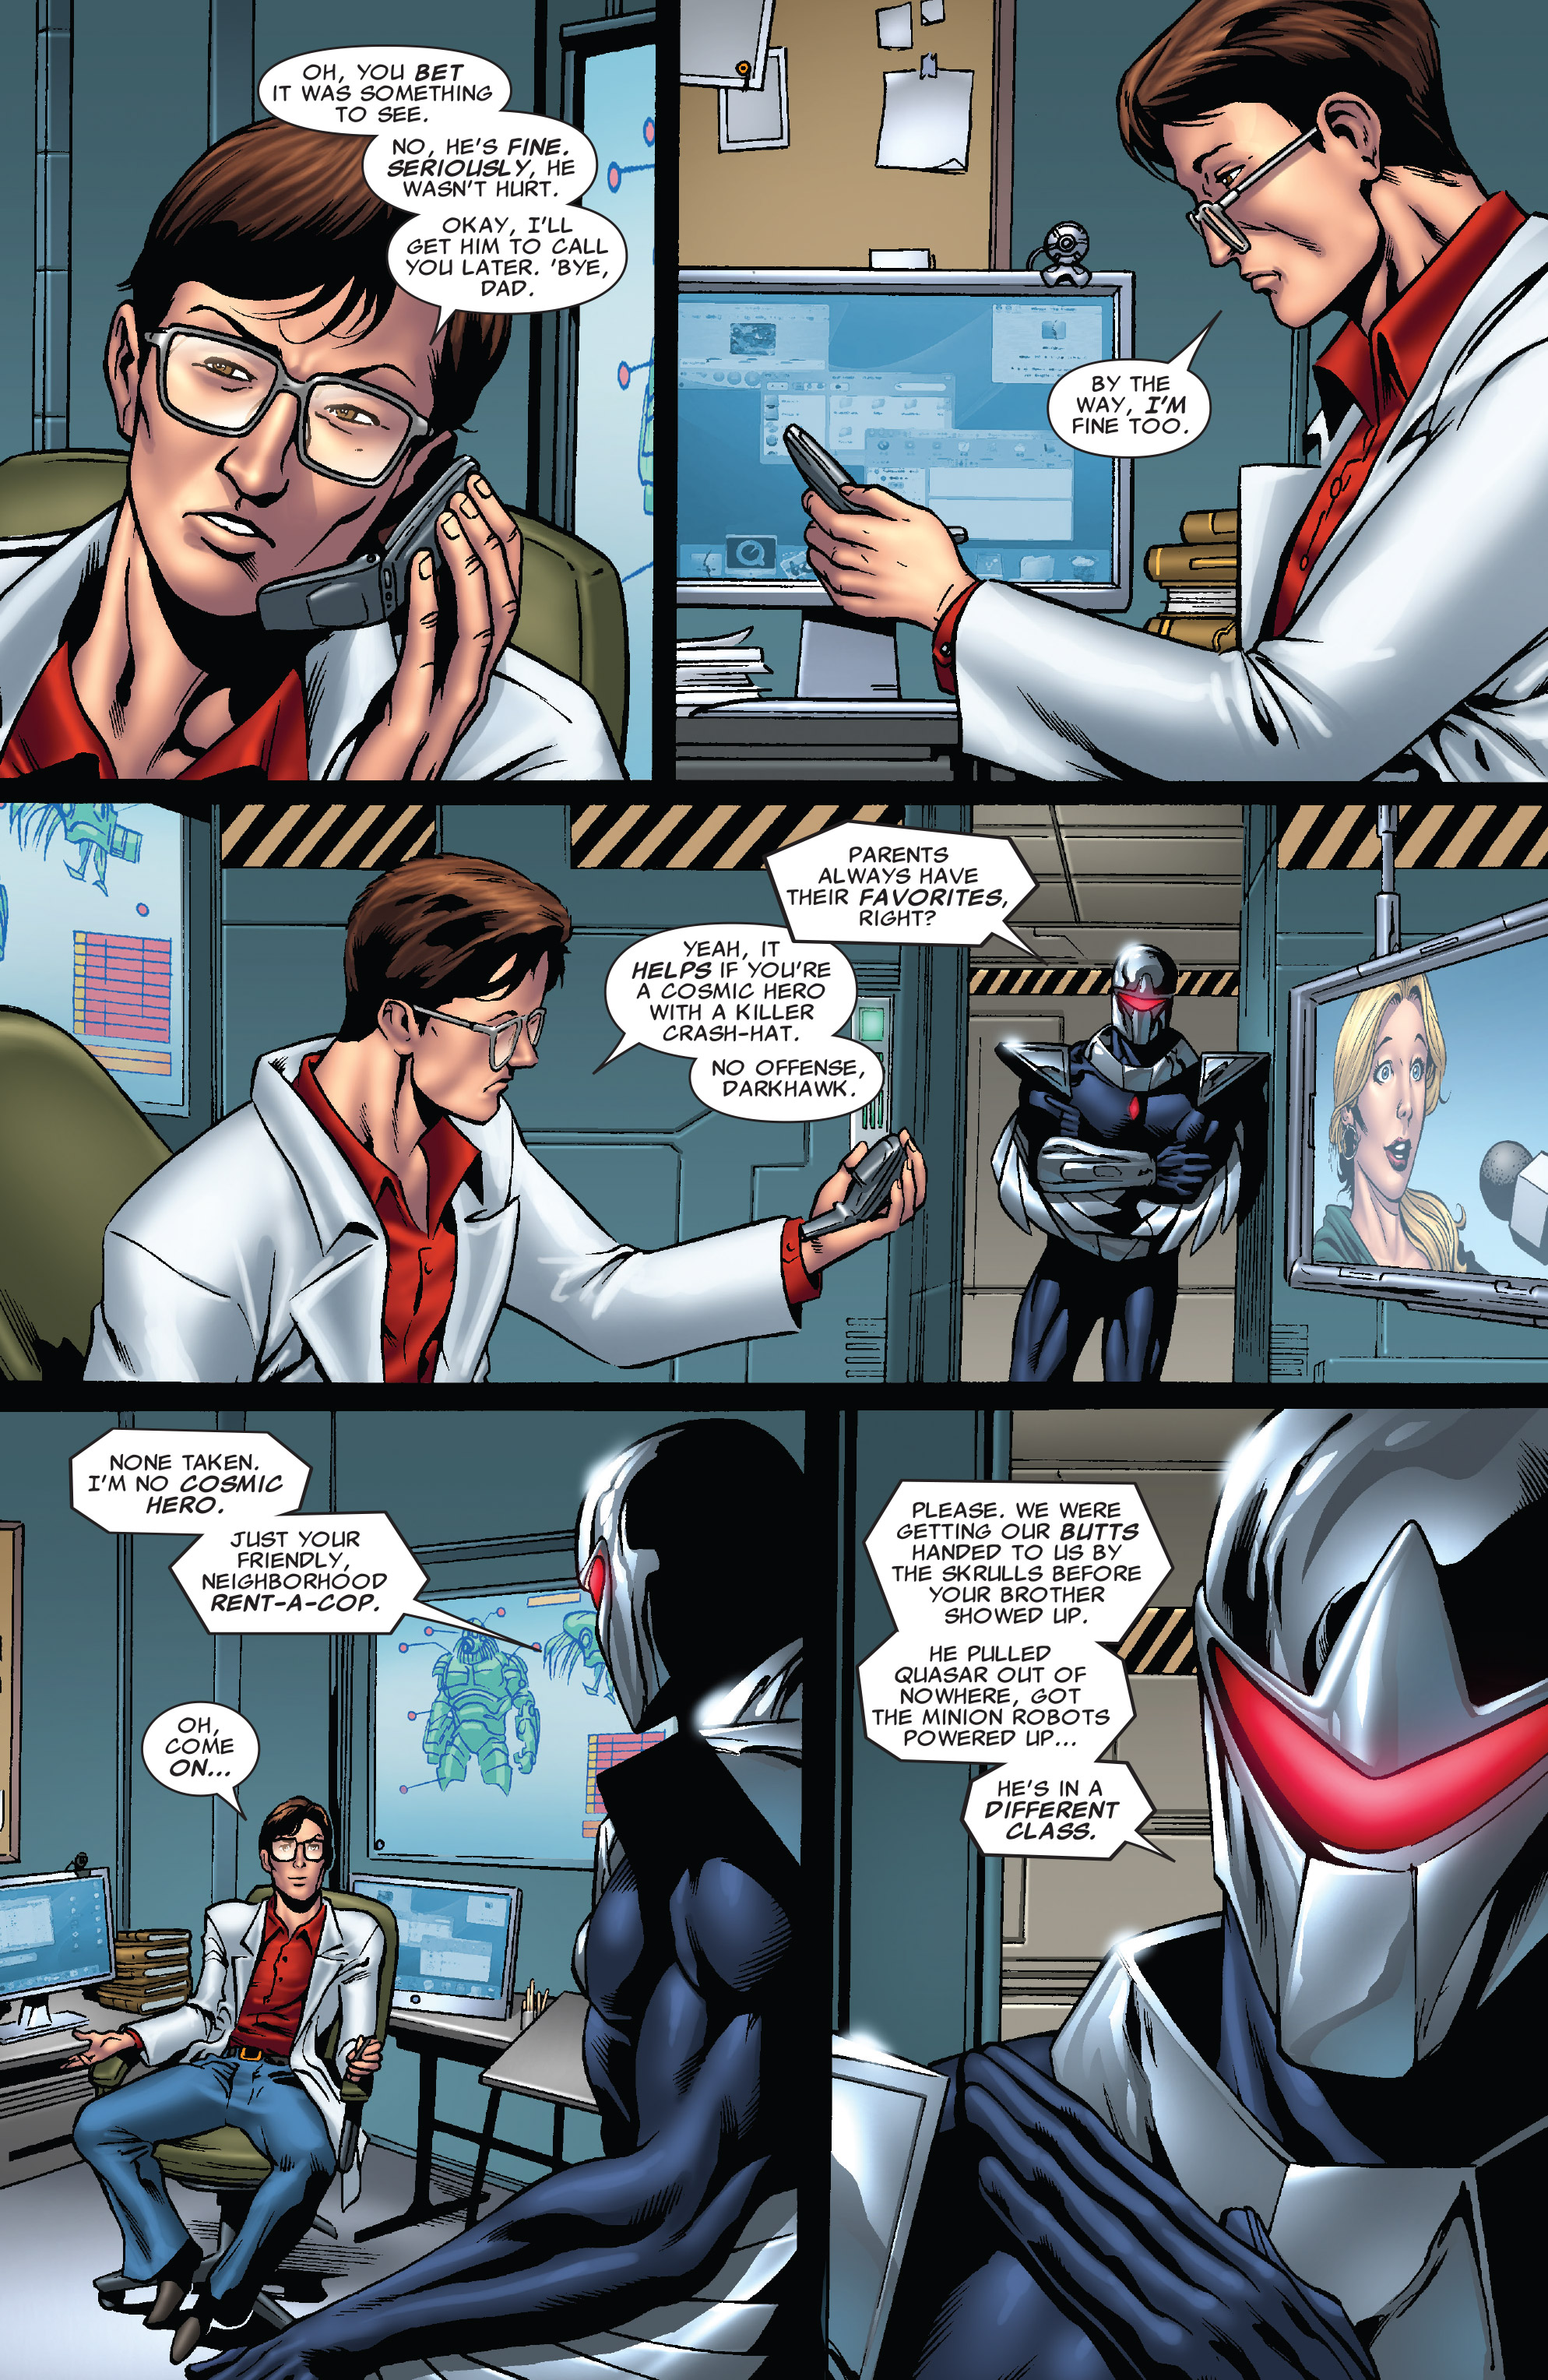 OH, YOU BET
IT WAS SOMETHING
TO SEE.
NO, HE'S FINE.
SERIOUSLY, HE
WASN'T HURT.
OKAY, I'LL
GET HIM TO CALL
YOU LATER. 'BYE,
DAD.
BY THE
WAY, I'M
FINE TOO.
PARENTS
ALWAYS HAVE
THEIR FAVORITES,
RIGHT?
YEAH, IT
HELPS IF YOU'RE
A COSMIC HERO
WITH A KILLER
CRASH-HAT.
NO OFFENSE,
DARKHAWK.
NONE TAKEN.
I'M NO COSMIC
HERO.
JUST YOUR
FRIENDLY,
NEIGHBORHOOD
RENT-A-COP.
OH,
COME
ON...
PLEASE. WE WERE
GETTING OUR BUTTS
HANDED TO US BY
THE SKRULLS BEFORE
YOUR BROTHER
SHOWED UP.
HE PULLED
QUASAR OUT OF
NOWHERE, GOT
THE MINION ROBOTS
POWERED UP...
HE'S IN A
DIFFERENT
CLASS.